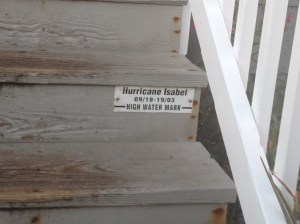 Hurricane Isabel
09/18-19/03
HIGH WATER MARK